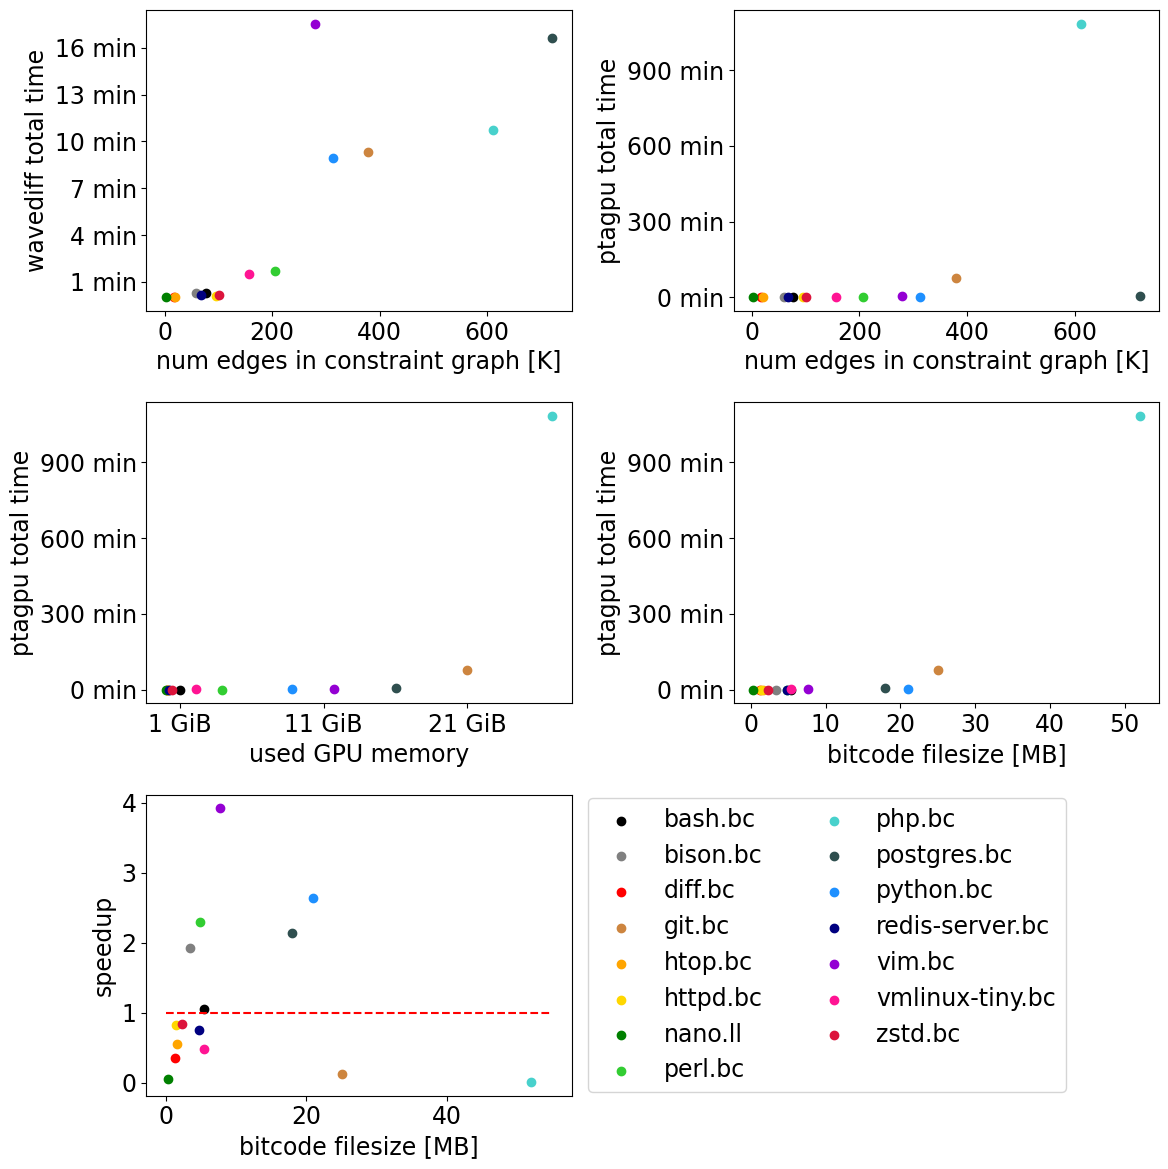 wavediff total time
16 min
13 min
10 min
7 min
4 min
1 min
0 200 400 600
num edges in constraint graph [K]
ptagpu total time
900 min
600 min
300 min
0 min
0 200 400 600
num edges in constraint graph [K]
ptagpu total time
900 min
600 min
300 min
0 min
1 GiB 11 GiB 21 GiB
used GPU memory
ptagpu total time
900 min
600 min
300 min
0 min
0 10 20 30 40 50
bitcode filesize [MB]
speedup
4
3
2
1
0
0 20 40
bitcode filesize [MB]
bash.bc
bison.bc
diff.bc
git.bc
htop.bc
httpd.bc
nano.ll
perl.bc
php.bc
postgres.bc
python.bc
redis-server.bc
vim.bc
vmlinux-tiny.bc
zstd.bc